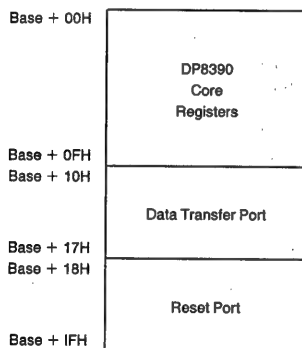 Base + 00H
DP8390
Core
Registers
Base + 0FH
Base + 10H
Data Transfer Port
Base + 17H
Base + 18H
Reset Port
Base + IFH